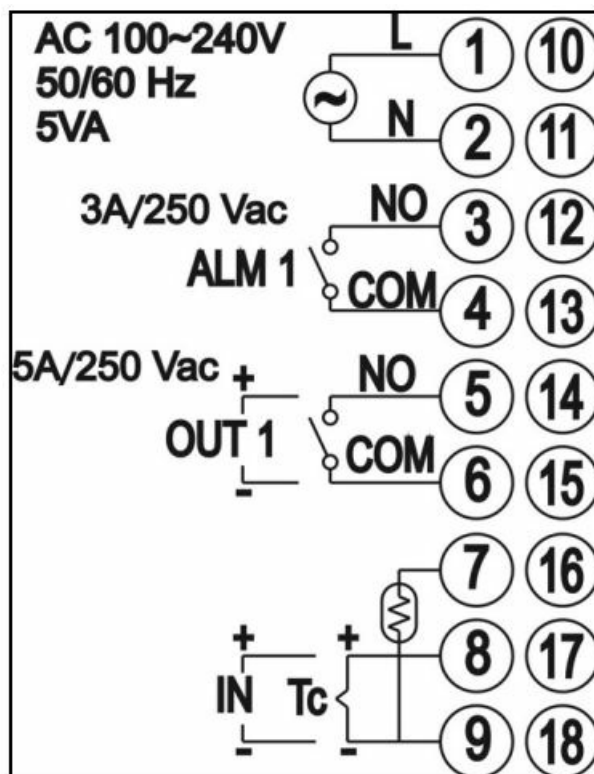 AC 100~240V L 1 10
50/60 Hz
5VA N 2 11
3A/250 Vac NO 3 12
ALM 1 COM 4 13
5A/250 Vac + NO 5 14
OUT 1 COM 6 15
-
7 16
+ + 8 17
IN Tc
- - 9 18